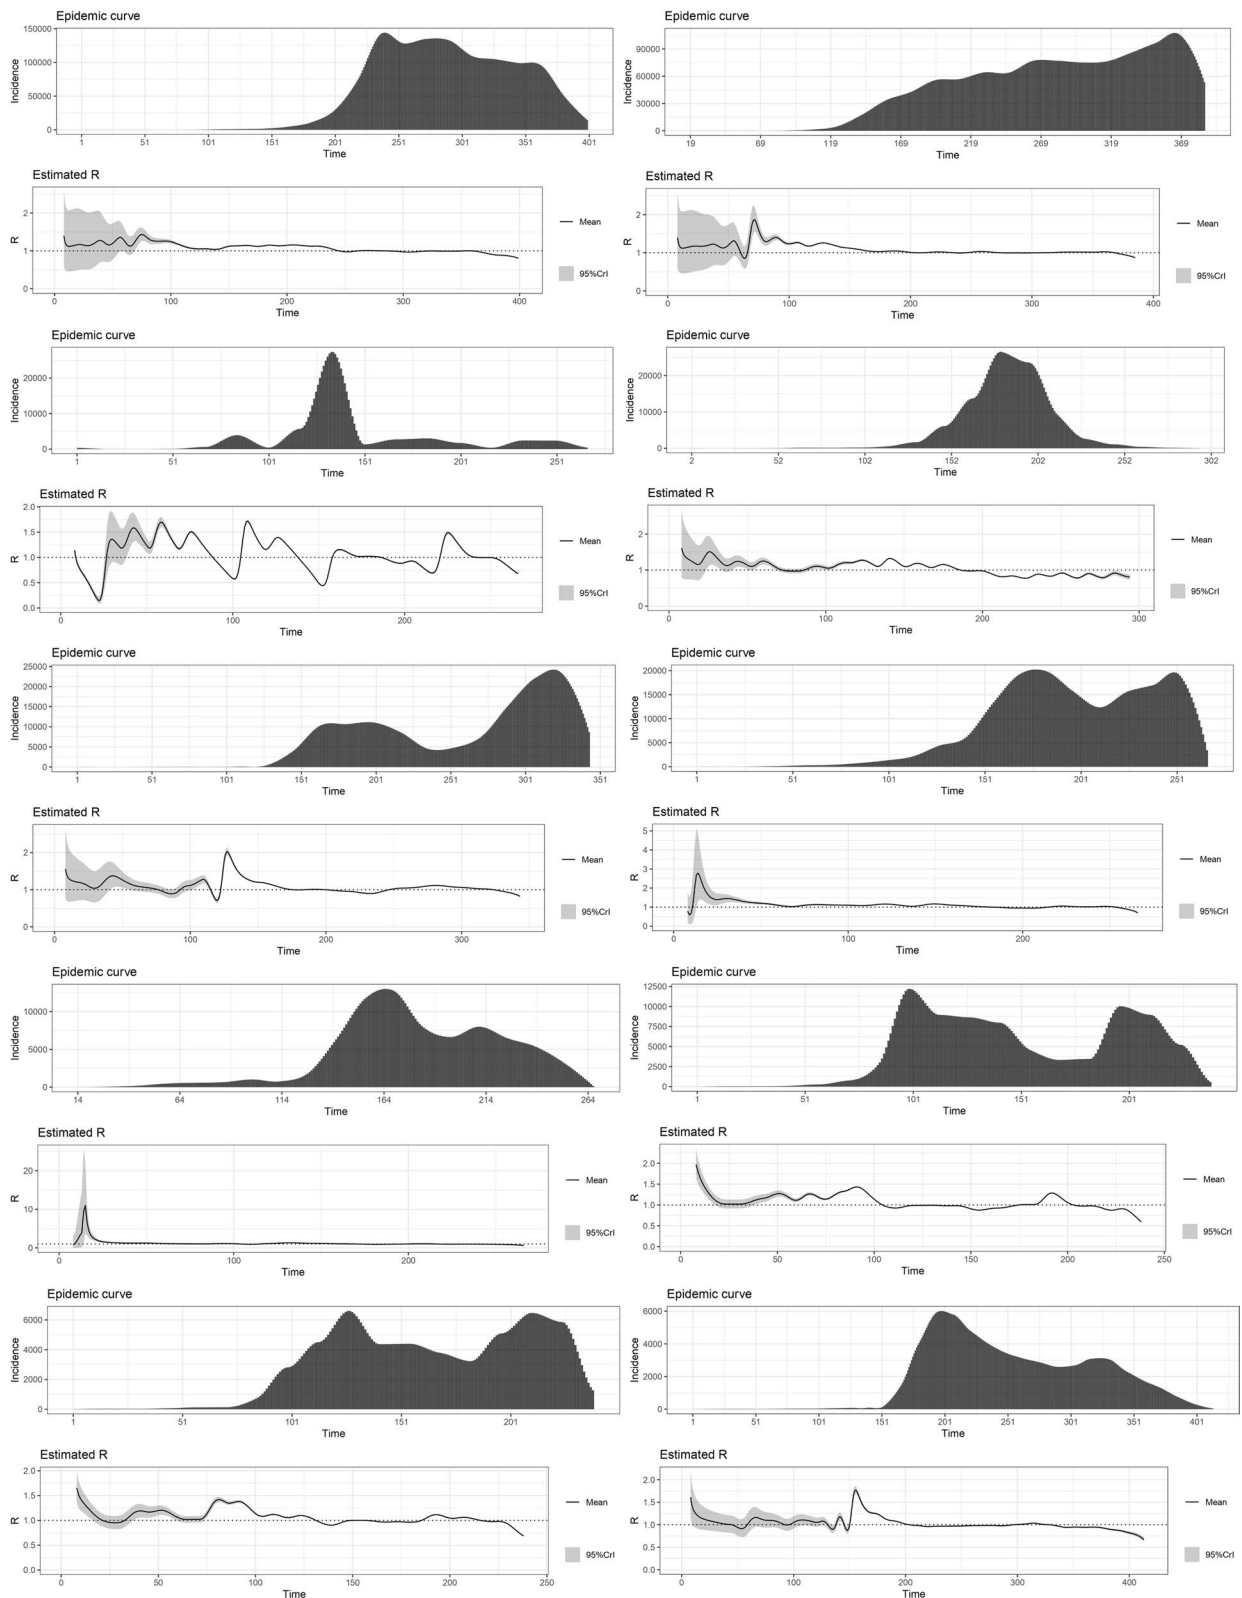 Epidemic curve
150000
100000
50000
0
Incidence
1 51 101 151 201 251 301 351 401
Time
Epidemic curve
90000
60000
30000
0
Incidence
19 69 119 169 219 269 319 369
Time
Estimated R
2
1
0
R
0 100 200 300 400
Time
Mean
95%CrI
Estimated R
2
1
0
R
0 100 200 300 400
Time
Mean
95%CrI
Epidemic curve
20000
10000
0
Incidence
1 51 101 151 201 251
Time
Epidemic curve
20000
10000
0
Incidence
2 52 102 152 202 252 302
Time
Estimated R
2.0
1.5
1.0
0.5
0.0
R
0 100 200
Time
Mean
95%CrI
Estimated R
2
1
0
R
0 100 200 300
Time
Mean
95%CrI
Epidemic curve
25000
20000
15000
10000
5000
0
Incidence
1 51 101 151 201 251 301 351
Time
Epidemic curve
20000
15000
10000
5000
0
Incidence
1 51 101 151 201 251
Time
Estimated R
2
1
0
R
0 100 200 300
Time
Mean
95%CrI
Estimated R
5
4
3
2
1
0
R
0 100 200
Time
Mean
95%CrI
Epidemic curve
10000
5000
0
Incidence
14 64 114 164 214 264
Time
Epidemic curve
12500
10000
7500
5000
2500
0
Incidence
1 51 101 151 201
Time
Estimated R
20
10
0
R
0 100 200
Time
Mean
95%CrI
Estimated R
2.0
1.5
1.0
0.5
0.0
R
0 50 100 150 200 250
Time
Mean
95%CrI
Epidemic curve
6000
4000
2000
0
Incidence
1 51 101 151 201
Time
Epidemic curve
6000
4000
2000
0
Incidence
1 51 101 151 201 251 301 351 401
Time
Estimated R
2.0
1.5
1.0
0.5
0.0
R
0 50 100 150 200 250
Time
Mean
95%CrI
Estimated R
2.0
1.5
1.0
0.5
0.0
R
0 100 200 300 400
Time
Mean
95%CrI